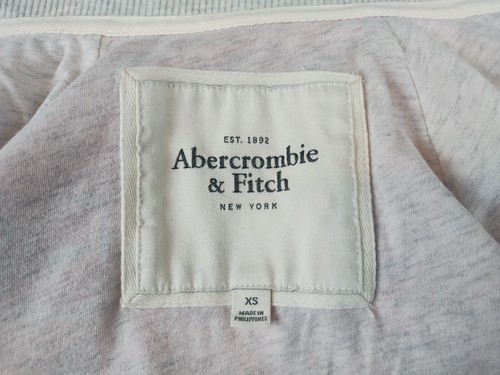 EST. 1892
Abercrombie
& Fitch
NEW YORK
XS
MADE IN
PHILIPPINES